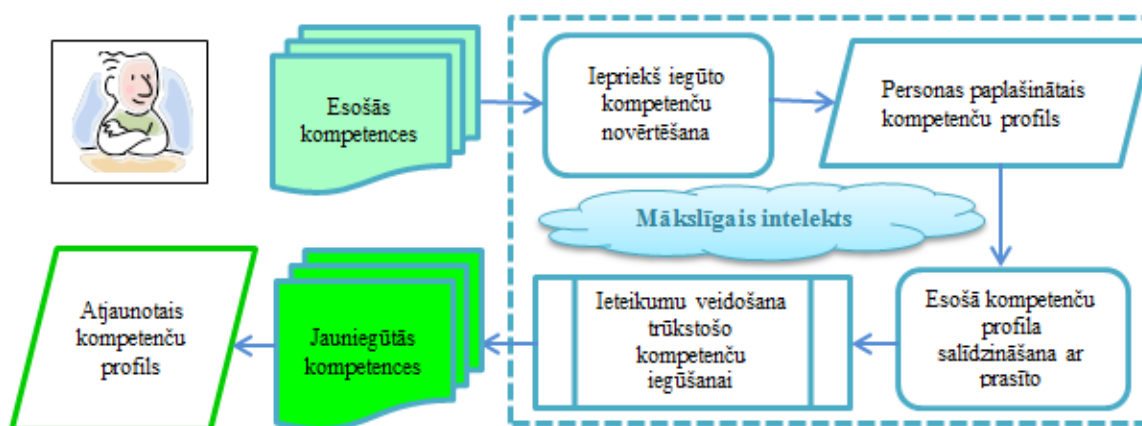 Esošās
kompetences
Iepriekš iegūto
kompetenču
novērtēšana
Personas paplašinātais
kompetenču profils
Mākslīgais intelekts
Esošā kompetenču
profila
salīdzināšana ar
prasīto
Ieteikumu veidošana
trūkstošo
kompetenču
iegūšanai
Jauniegūtās
kompetences
Atjaunotais
kompetenču
profils